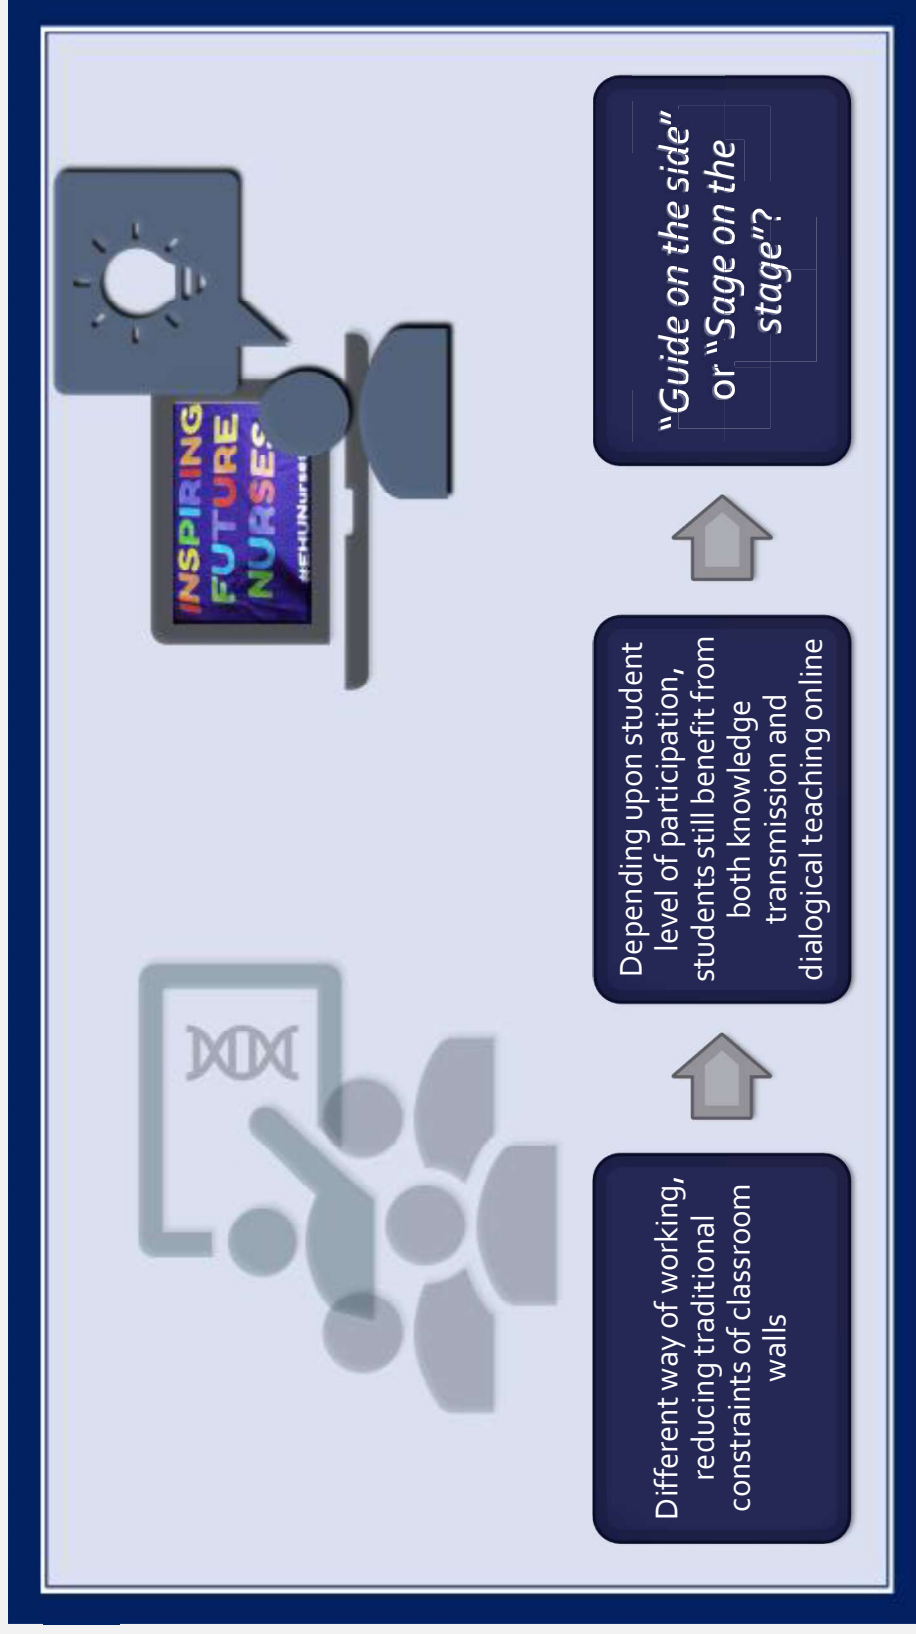 INSPIRING
FUTURE
NURSES
#EHUNurses
Different way of working,
reducing traditional
constraints of classroom
walls
Depending upon student
level of participation,
students still benefit from
both knowledge
transmission and
dialogical teaching online
“Guide on the side”
or “Sage on the
stage”?